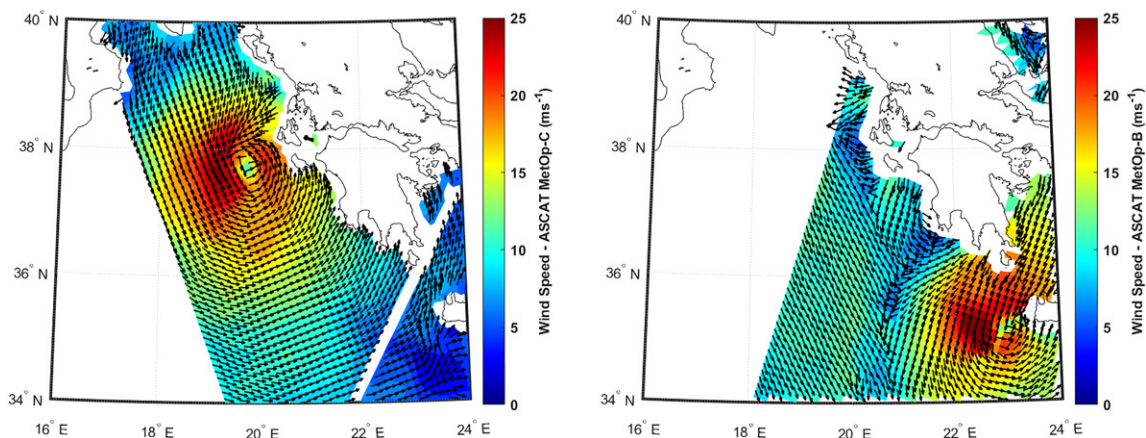 40° N
38° N
36° N
34° N
16° E
18° E
20° E
22° E
24° E
25
20
15
10
5
0
Wind Speed - ASCAT MetOp-C (ms⁻¹)
40° N
38° N
36° N
34° N
16° E
18° E
20° E
22° E
24° E
25
20
15
10
5
0
Wind Speed - ASCAT MetOp-B (ms⁻¹)